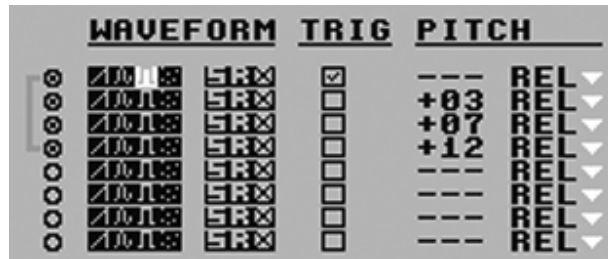 WAVEFORM TRIG PITCH
--- REL
+03 REL
+07 REL
+12 REL
--- REL
--- REL
--- REL
--- REL